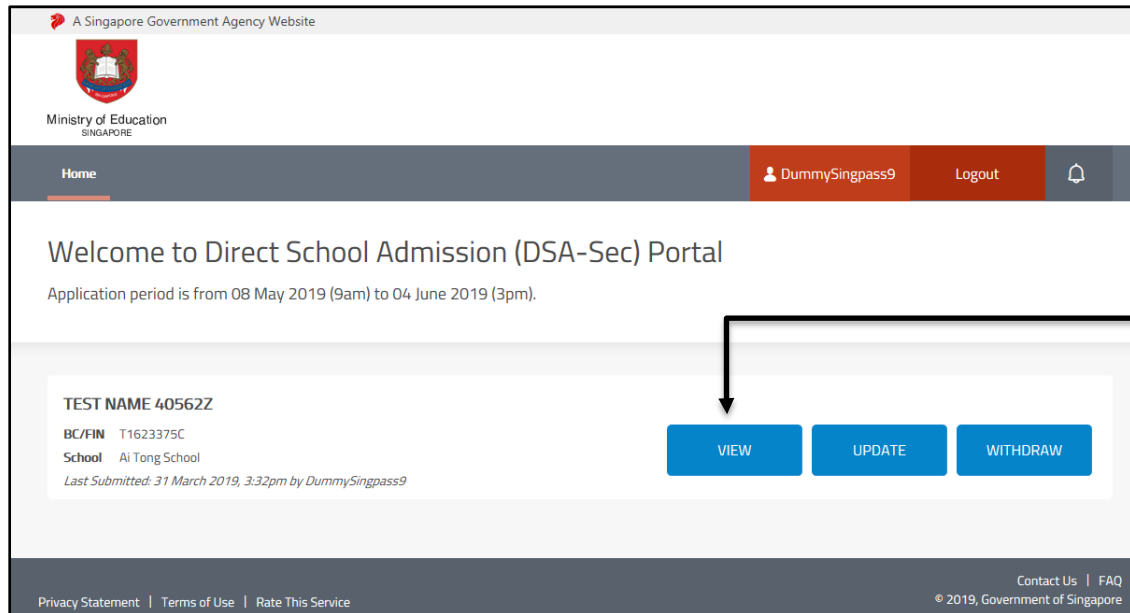 A Singapore Government Agency Website
Ministry of Education
SINGAPORE
Home
DummySingpass9
Logout
Welcome to Direct School Admission (DSA-Sec) Portal
Application period is from 08 May 2019 (9am) to 04 June 2019 (3pm).
TEST NAME 40562Z
BC/FIN T1623375C
School Ai Tong School
Last Submitted: 31 March 2019, 3:32pm by DummySingpass9
VIEW
UPDATE
WITHDRAW
Contact Us | FAQ
Privacy Statement | Terms of Use | Rate This Service
© 2019, Government of Singapore